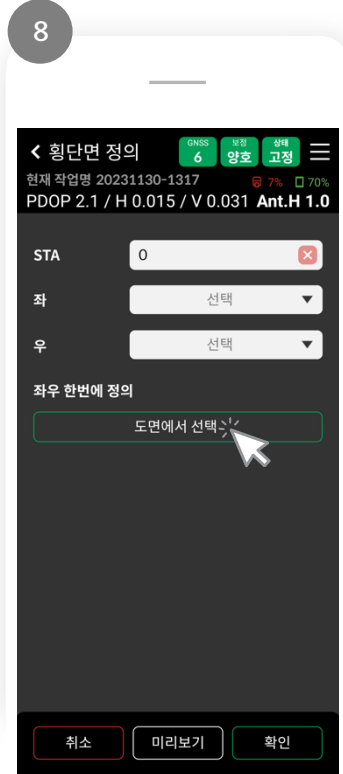 8
횡단면 정의
GNSS 보정 상태
6 양호 고정
현재 작업명 20231130-1317 7% 70%
PDOP 2.1 / H 0.015 / V 0.031 Ant.H 1.0
STA 0
좌 선택
우 선택
좌우 한번에 정의
도면에서 선택
취소 미리보기 확인